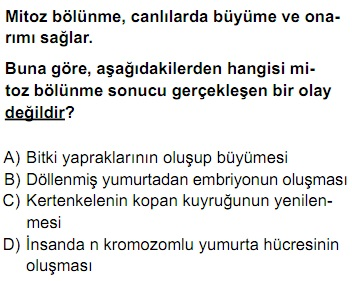 Mitoz bölünme, canlılarda büyüme ve ona-
rımı sağlar.
Buna göre, aşağıdakilerden hangisi mi-
toz bölünme sonucu gerçekleşen bir olay
değildir?
A) Bitki yapraklarının oluşup büyümesi
B) Döllenmiş yumurtadan embriyonun oluşması
C) Kertenkelenin kopan kuyruğunun yenilen-
mesi
D) İnsanda n kromozomlu yumurta hücresinin
oluşması